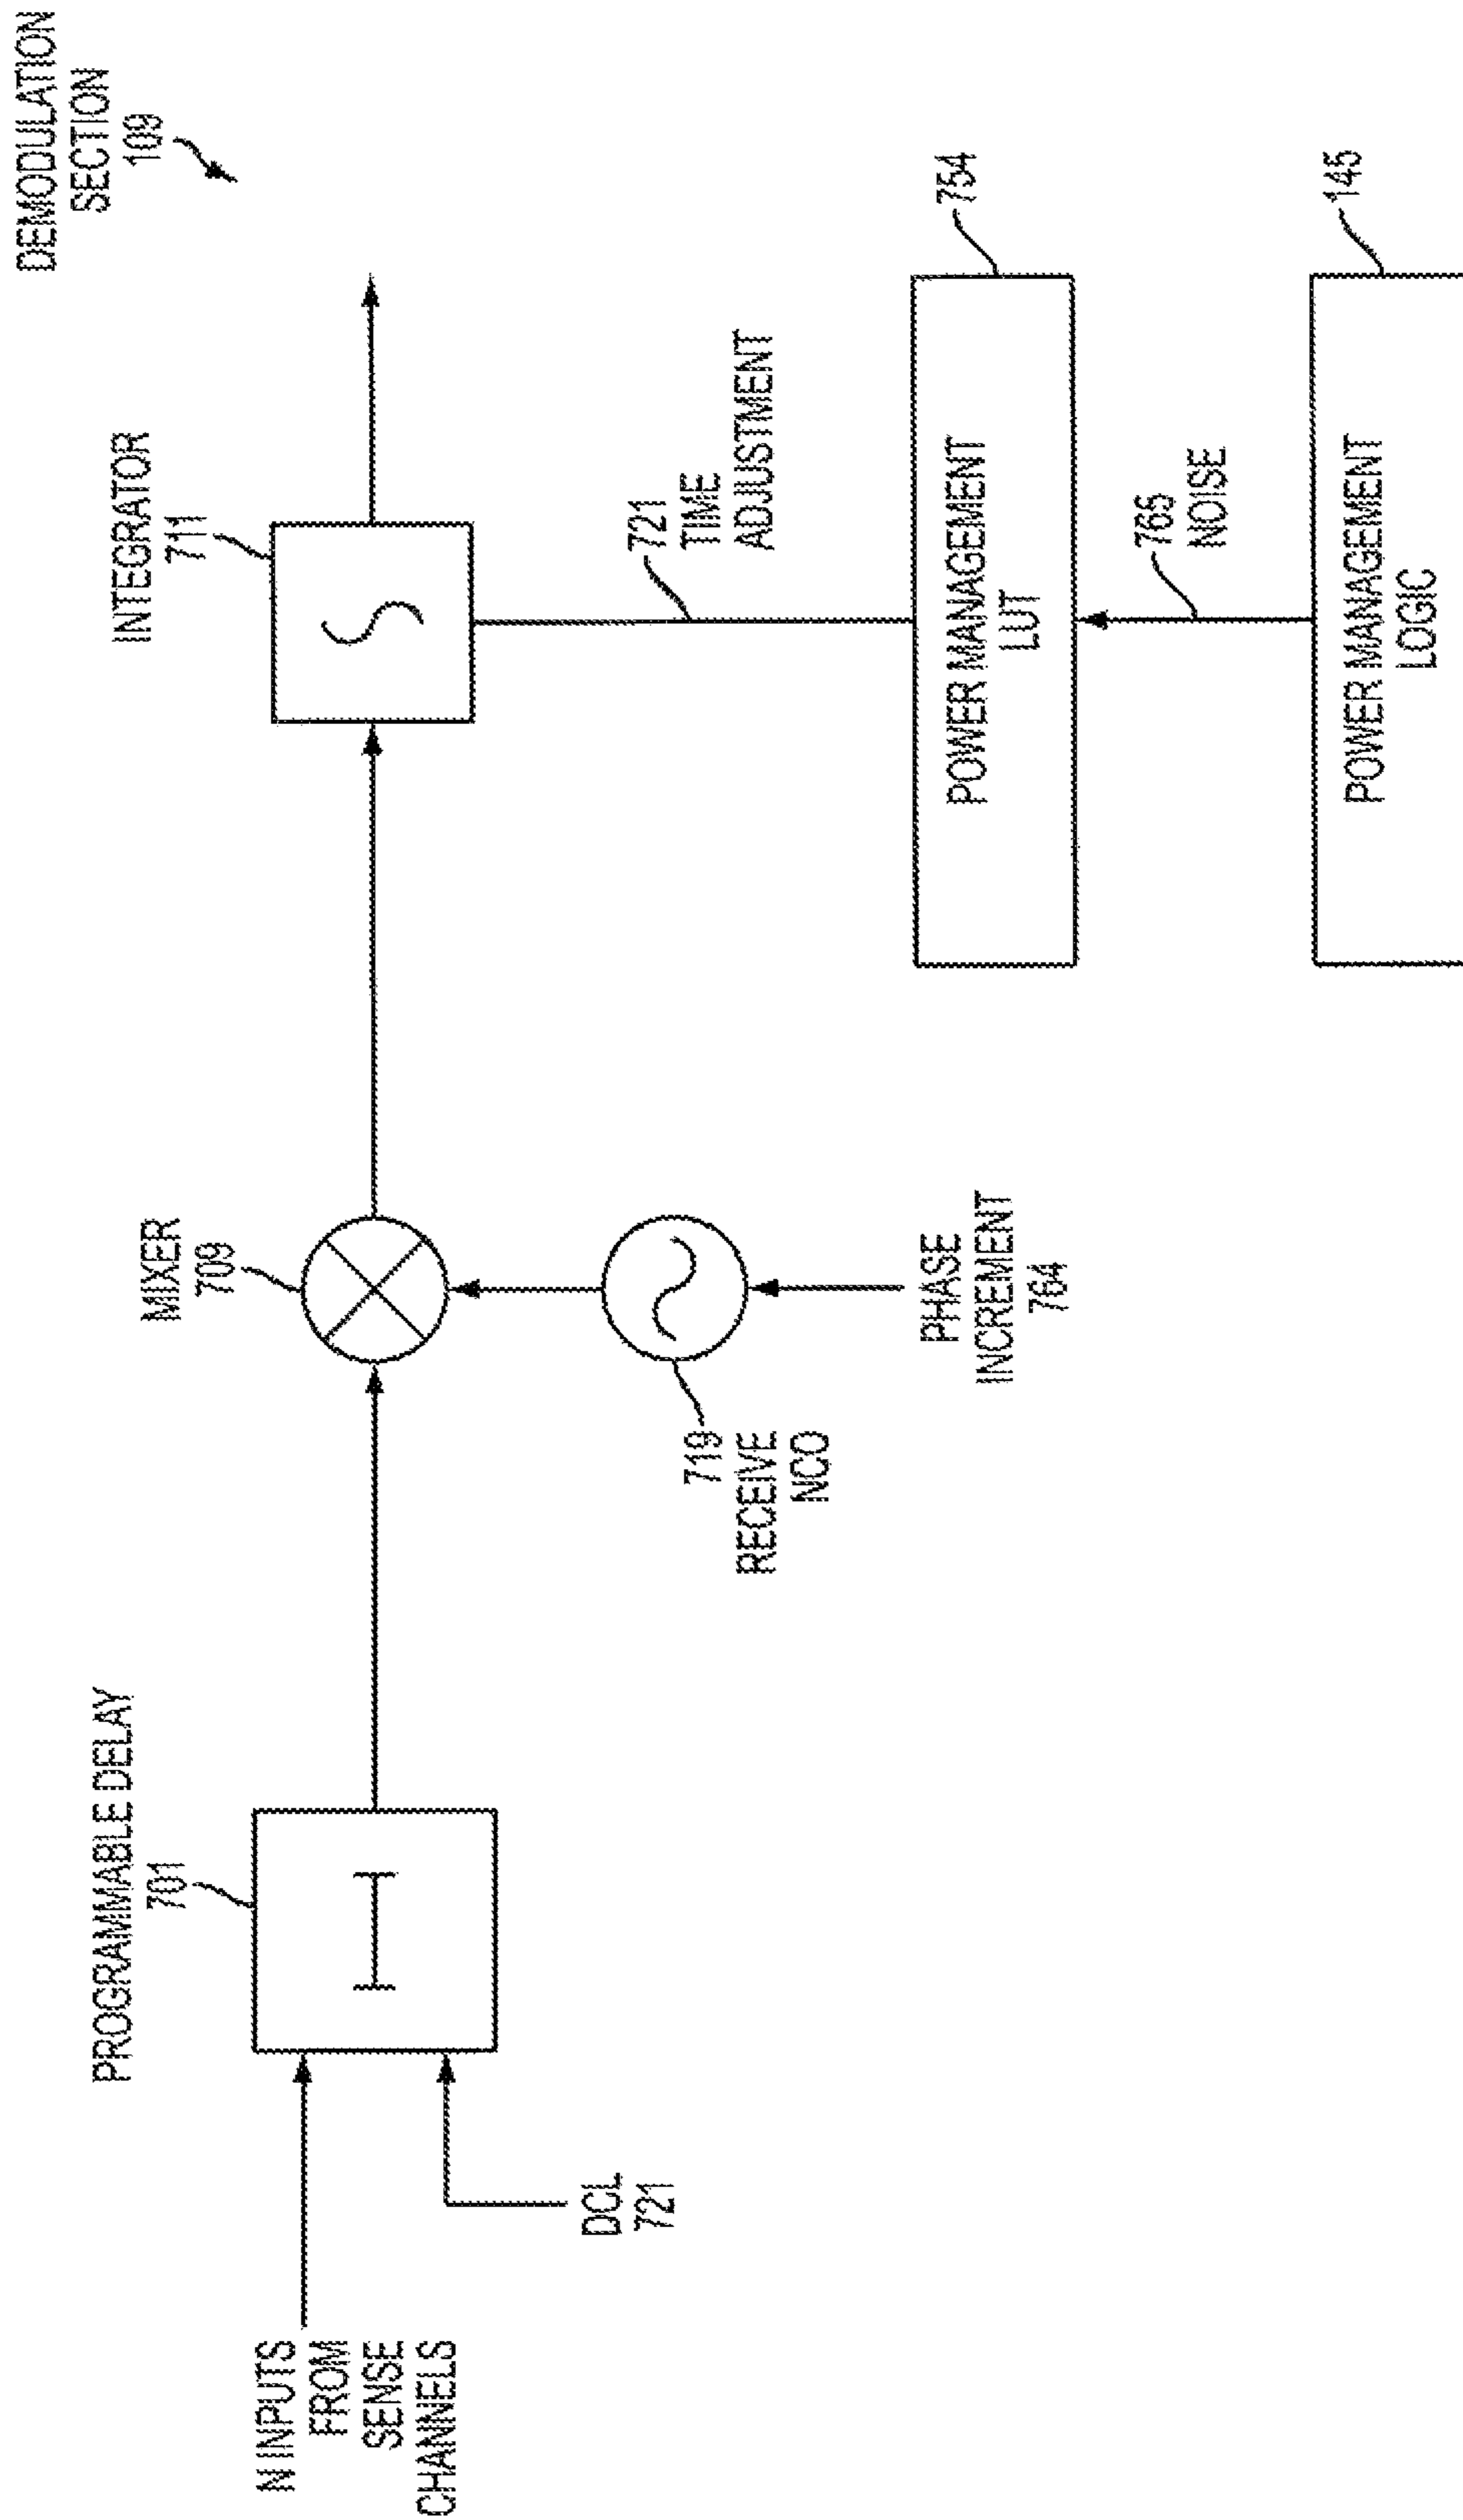 DEMODULATION
SECTION
109
INTEGRATOR
711
MIXER
709
PROGRAMMABLE DELAY
701
N INPUTS
FROM
SENSE
CHANNELS
DCL
721
719
RECEIVE
NCO
PHASE
INCREMENT
764
721
TIME
ADJUSTMENT
POWER MANAGEMENT
LUT
754
765
NOISE
POWER MANAGEMENT
LOGIC
145